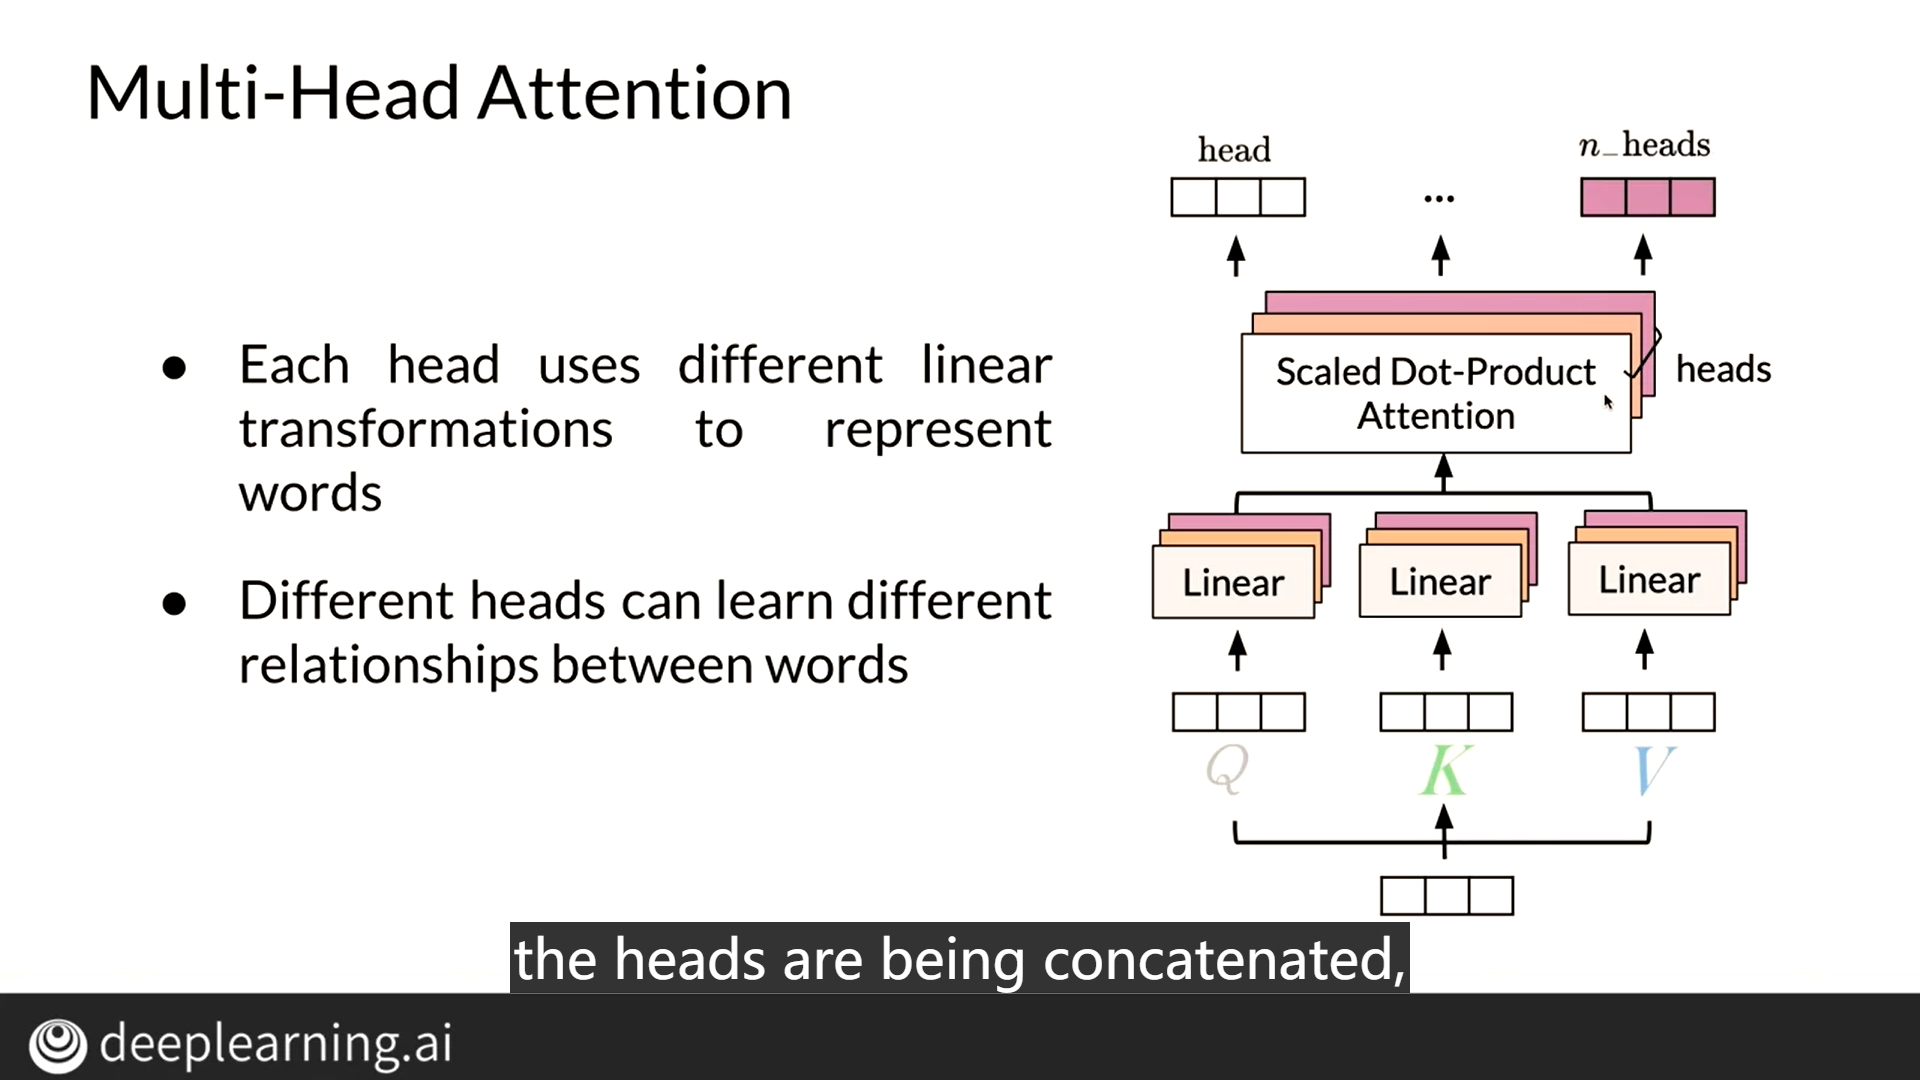 Multi-Head Attention
head
n_heads
...
Each head uses different linear
transformations to represent
words
Different heads can learn different
relationships between words
Scaled Dot-Product
Attention
heads
Linear Linear Linear
Q K V
the heads are being concatenated,
deeplearning.ai